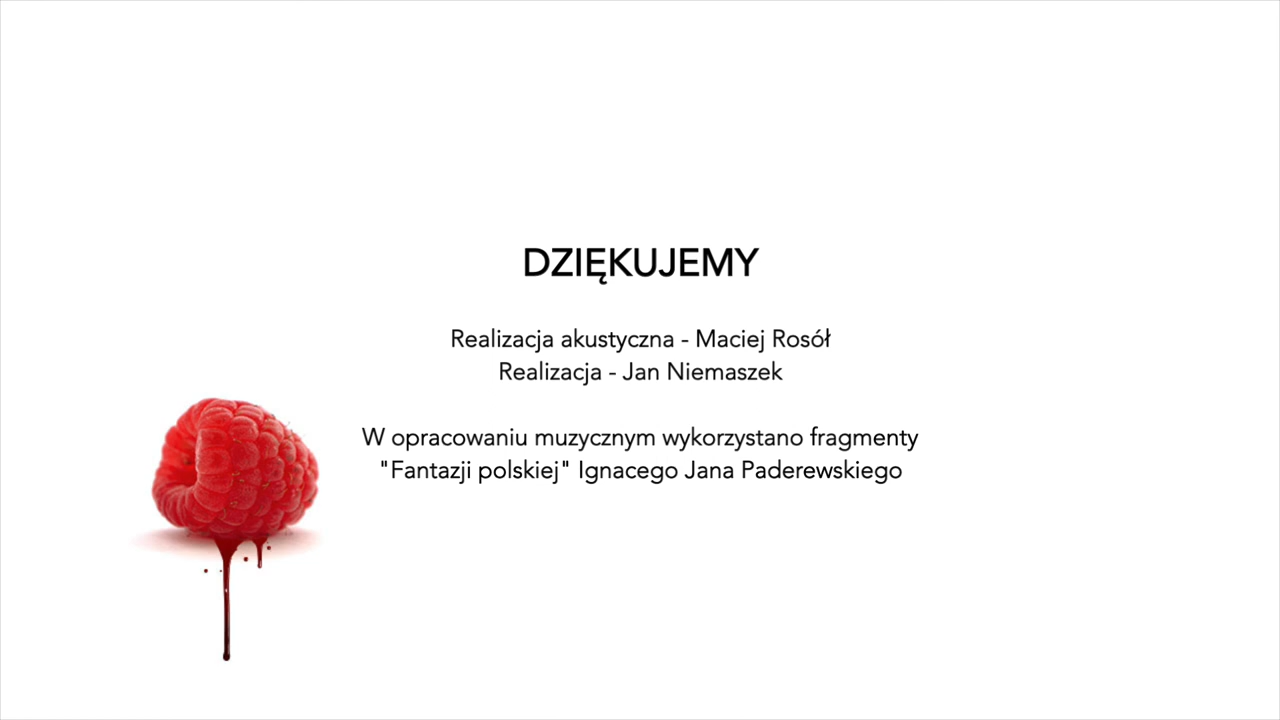 DZIĘKUJEMY
Realizacja akustyczna - Maciej Rosół
Realizacja - Jan Niemaszek
W opracowaniu muzycznym wykorzystano fragmenty
"Fantazji polskiej" Ignacego Jana Paderewskiego